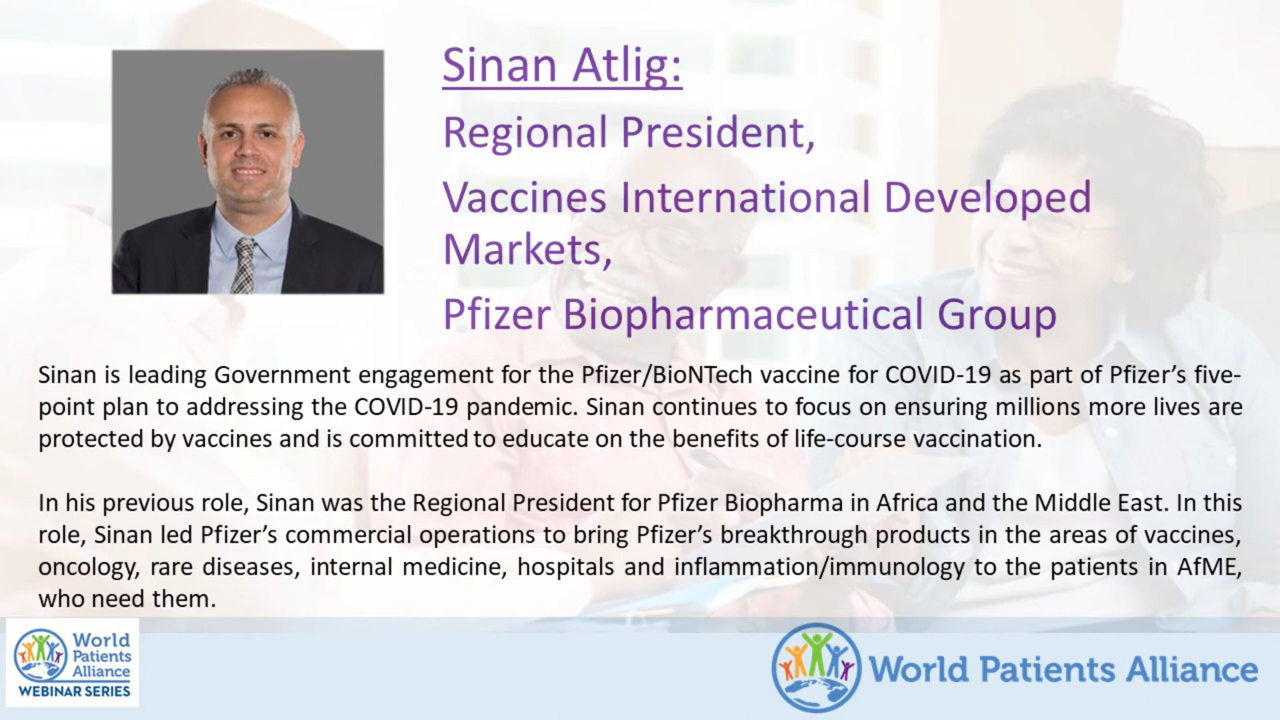 Sinan Atlig:
Regional President,
Vaccines International Developed
Markets,
Pfizer Biopharmaceutical Group
Sinan is leading Government engagement for the Pfizer/BioNTech vaccine for COVID-19 as part of Pfizer’s five-
point plan to addressing the COVID-19 pandemic. Sinan continues to focus on ensuring millions more lives are
protected by vaccines and is committed to educate on the benefits of life-course vaccination.
In his previous role, Sinan was the Regional President for Pfizer Biopharma in Africa and the Middle East. In this
role, Sinan led Pfizer’s commercial operations to bring Pfizer’s breakthrough products in the areas of vaccines,
oncology, rare diseases, internal medicine, hospitals and inflammation/immunology to the patients in AfME,
who need them.
World
Patients
Alliance
WEBINAR SERIES
World Patients Alliance